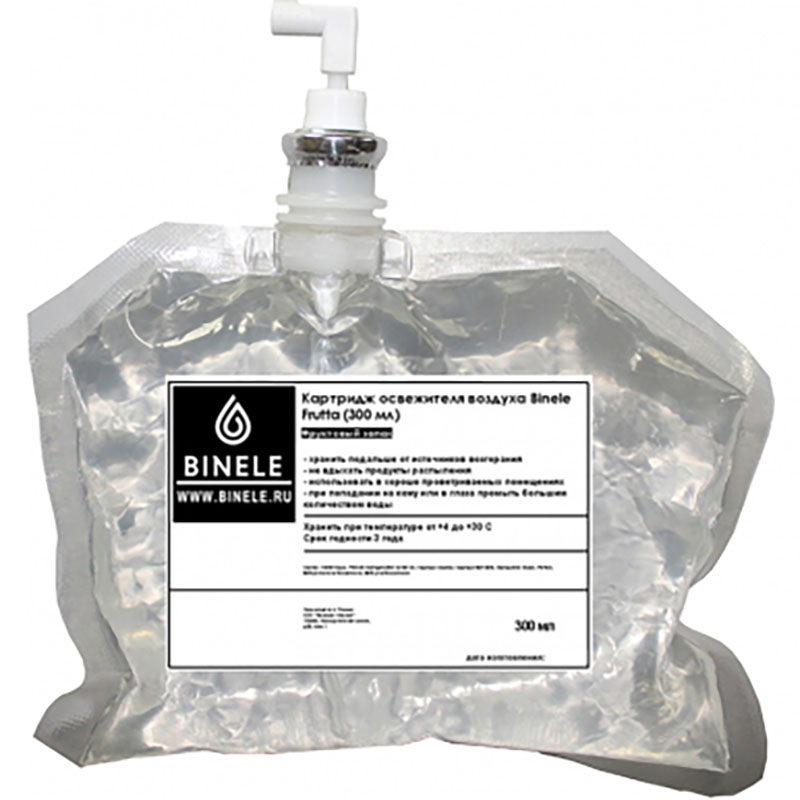 Картридж освежителя воздуха Binele
Frutta (300 мл)
Фруктовый запах
BINELE
WWW.BINELE.RU
- хранить подальше от источников возгорания
- не вдыхать продукты распыления
- использовать в хорошо проветриваемых помещениях
- при попадании на кожу или в глаза промыть большим
количеством воды
Хранить при температуре от +4 до +30 С
Срок годности 3 года
300 мл
дата изготовления: